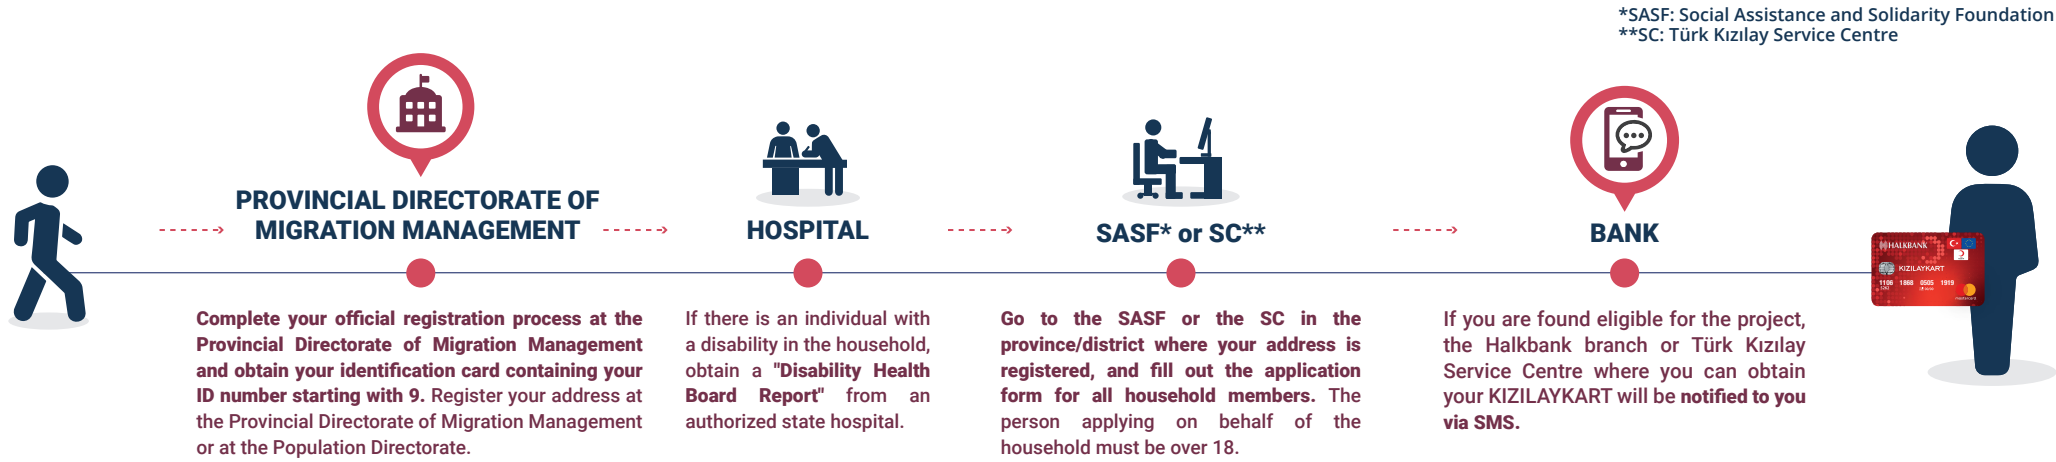 *SASF: Social Assistance and Solidarity Foundation
**SC: Türk Kızılay Service Centre
PROVINCIAL DIRECTORATE OF
MIGRATION MANAGEMENT
Complete your official registration process at the
Provincial Directorate of Migration Management
and obtain your identification card containing your
ID number starting with 9. Register your address at
the Provincial Directorate of Migration Management
or at the Population Directorate.
HOSPITAL
If there is an individual with
a disability in the household,
obtain a "Disability Health
Board Report" from an
authorized state hospital.
SASF* or SC**
Go to the SASF or the SC in the
province/district where your address is
registered, and fill out the application
form for all household members. The
person applying on behalf of the
household must be over 18.
BANK
If you are found eligible for the project,
the Halkbank branch or Türk Kızılay
Service Centre where you can obtain
your KIZILAYKART will be notified to you
via SMS.
HALKBANK
KIZILAYKART
1106 1868 0505 1919
mastercard